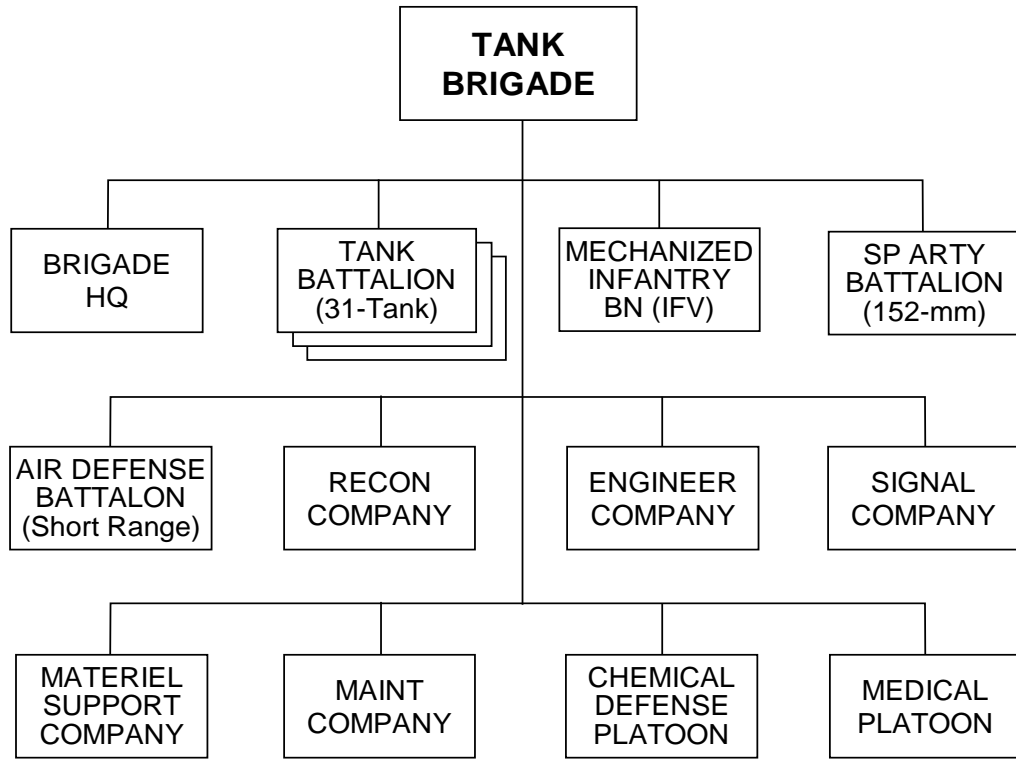 TANK
BRIGADE
BRIGADE
HQ
TANK
BATTALION
(31-Tank)
MECHANIZED
INFANTRY
BN (IFV)
SP ARTY
BATTALION
(152-mm)
AIR DEFENSE
BATTALON
(Short Range)
RECON
COMPANY
ENGINEER
COMPANY
SIGNAL
COMPANY
MATERIEL
SUPPORT
COMPANY
MAINT
COMPANY
CHEMICAL
DEFENSE
PLATOON
MEDICAL
PLATOON